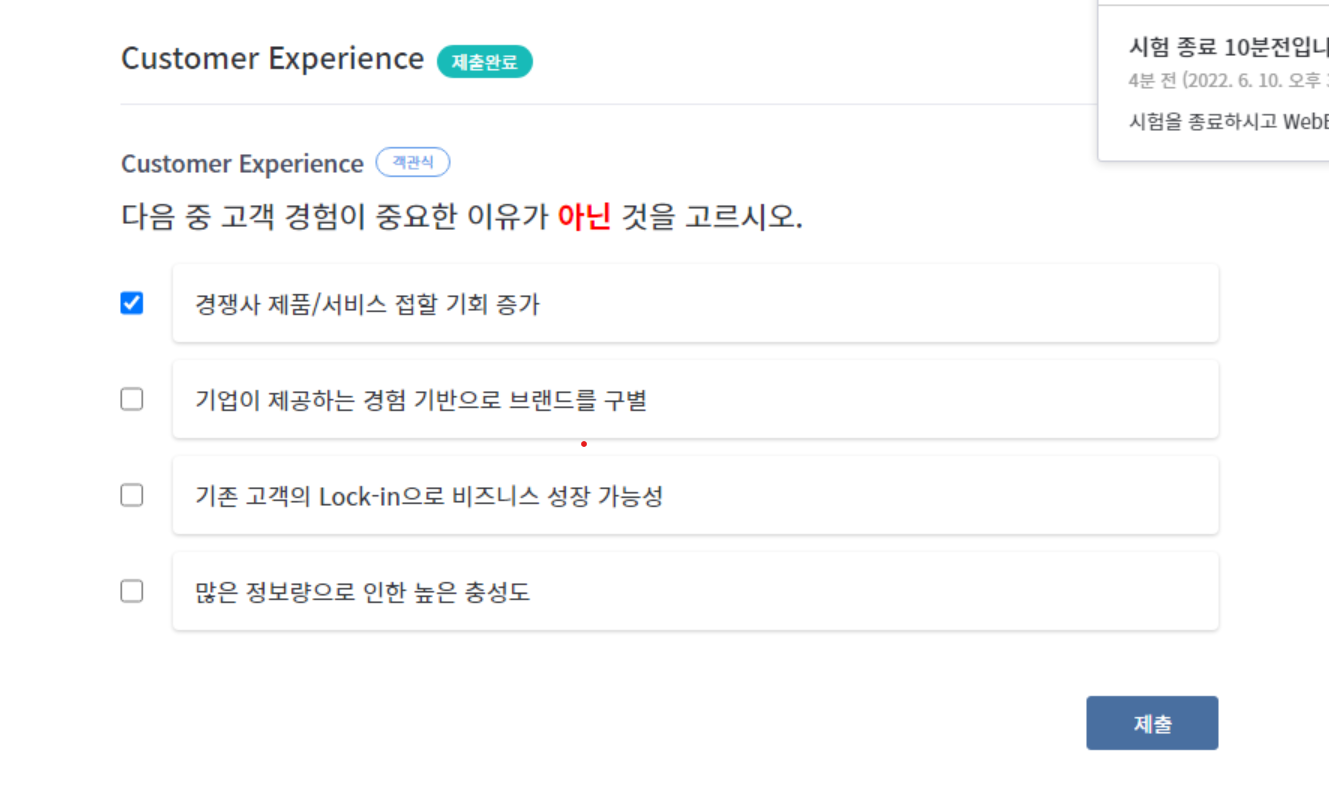 Customer Experience 제출완료
시험 종료 10분전입니
4분 전 (2022. 6. 10. 오후
시험을 종료하시고
Customer Experience 객관식
다음 중 고객 경험이 중요한 이유가 아닌 것을 고르시오.
경쟁사 제품/서비스 접할 기회 증가
기업이 제공하는 경험 기반으로 브랜드를 구별
기존 고객의 Lock-in으로 비즈니스 성장 가능성
많은 정보량으로 인한 높은 충성도
제출